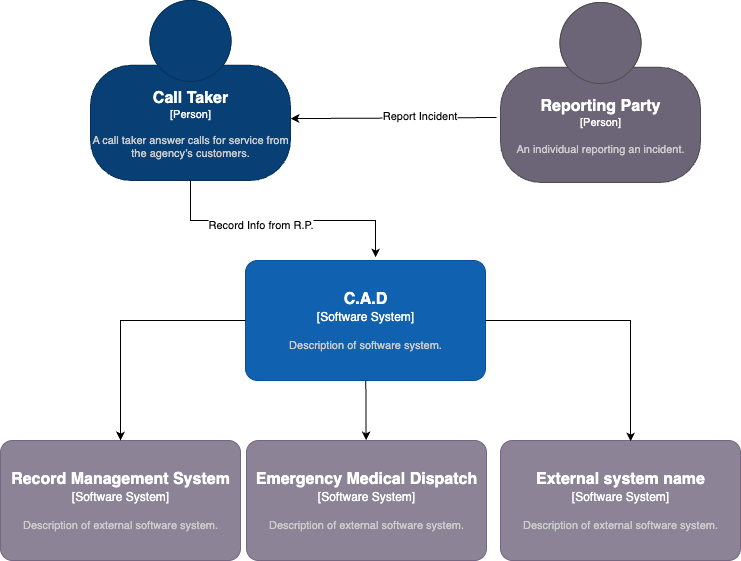 Call Taker
[Person]
A call taker answer calls for service from
the agency's customers.
Report Incident
Reporting Party
[Person]
An individual reporting an incident.
Record Info from R.P.
C.A.D
[Software System]
Description of software system.
Record Management System
[Software System]
Description of external software system.
Emergency Medical Dispatch
[Software System]
Description of external software system.
External system name
[Software System]
Description of external software system.